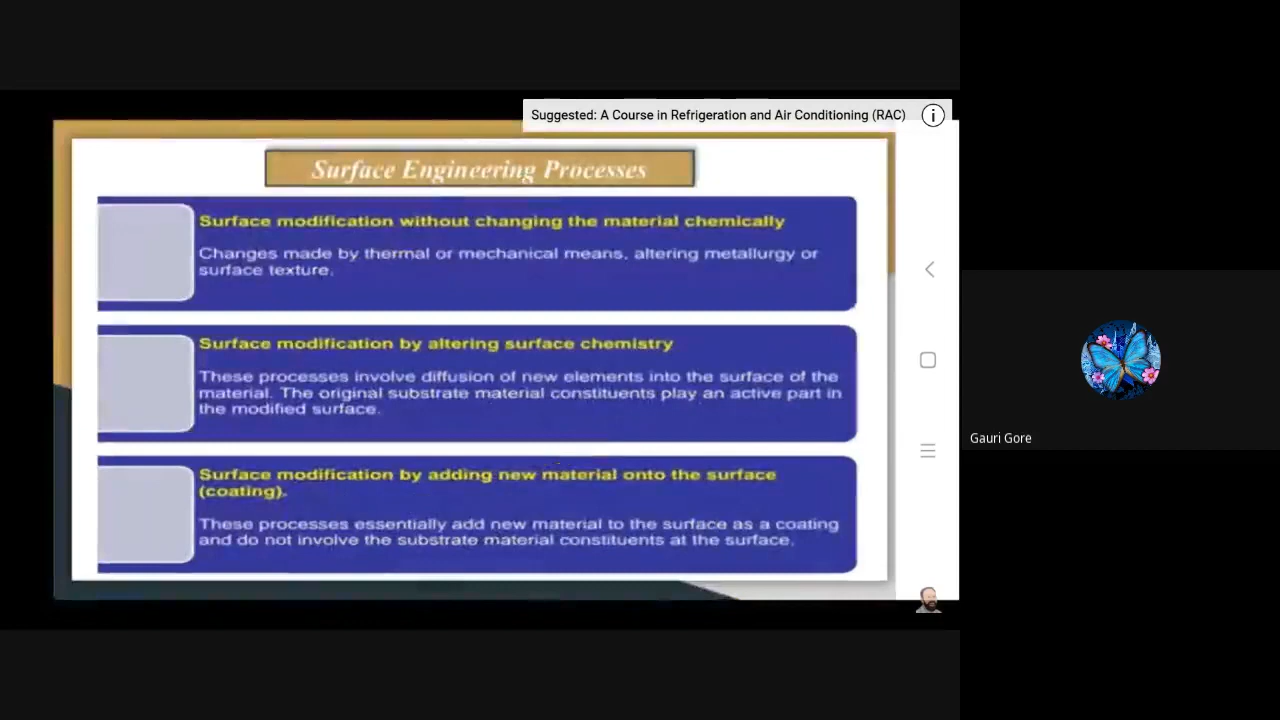 Suggested: A Course in Refrigeration and Air Conditioning (RAC)
Surface Engineering Processes
Surface modification without changing the material chemically
Changes made by thermal or mechanical means, altering metallurgy or
surface texture.
Surface modification by altering surface chemistry
These processes involve diffusion of new elements into the surface of the
material. The original substrate material constituents play an active part in
the modified surface.
Surface modification by adding new material onto the surface
(coating).
These processes essentially add new material to the surface as a coating
and do not involve the substrate material constituents at the surface.
Gauri Gore